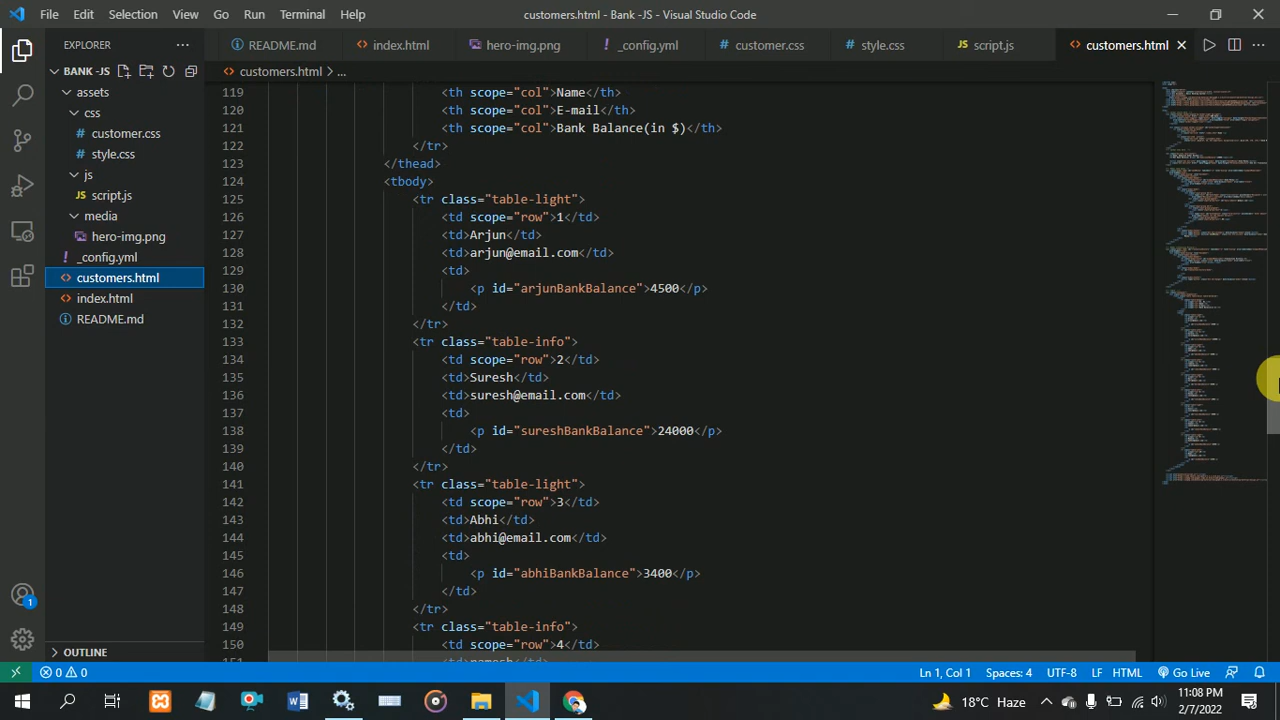 File Edit Selection View Go Run Terminal Help customers.html - Bank -JS - Visual Studio Code
EXPLORER README.md index.html hero-img.png _config.yml customer.css style.css script.js customers.html
BANK -JS
customers.html > ...
assets
css
customer.css
style.css
js
script.js
media
hero-img.png
_config.yml
customers.html
index.html
README.md
119 <th scope="col">Name</th>
120 <th scope="col">E-mail</th>
121 <th scope="col">Bank Balance(in $)</th>
122 </tr>
123 </thead>
124 <tbody>
125 <tr class="table-light">
126 <td scope="row">1</td>
127 <td>Arjun</td>
128 <td>arjun@email.com</td>
129 <td>
130 <p id="arjunBankBalance">4500</p>
131 </td>
132 </tr>
133 <tr class="table-info">
134 <td scope="row">2</td>
135 <td>Suresh</td>
136 <td>suresh@email.com</td>
137 <td>
138 <p id="sureshBankBalance">24000</p>
139 </td>
140 </tr>
141 <tr class="table-light">
142 <td scope="row">3</td>
143 <td>Abhi</td>
144 <td>abhi@email.com</td>
145 <td>
146 <p id="abhiBankBalance">3400</p>
147 </td>
148 </tr>
149 <tr class="table-info">
150 <td scope="row">4</td>
OUTLINE
1
0 0 Ln 1, Col 1 Spaces: 4 UTF-8 LF HTML Go Live
18°C Haze 11:08 PM
2/7/2022